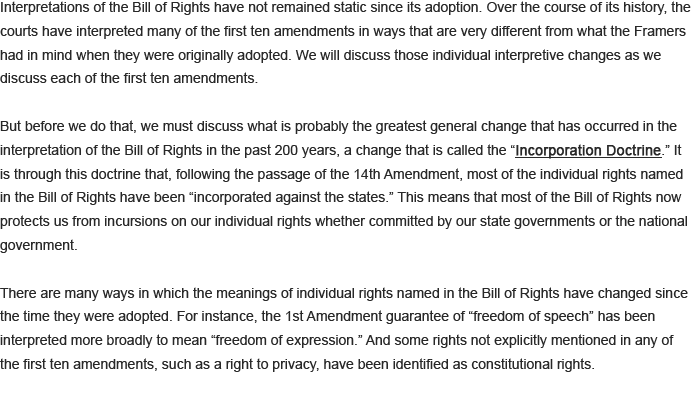 Interpretations of the Bill of Rights have not remained static since its adoption. Over the course of its history, the
courts have interpreted many of the first ten amendments in ways that are very different from what the Framers
had in mind when they were originally adopted. We will discuss those individual interpretive changes as we
discuss each of the first ten amendments.
But before we do that, we must discuss what is probably the greatest general change that has occurred in the
interpretation of the Bill of Rights in the past 200 years, a change that is called the “Incorporation Doctrine.” It
is through this doctrine that, following the passage of the 14th Amendment, most of the individual rights named
in the Bill of Rights have been “incorporated against the states.” This means that most of the Bill of Rights now
protects us from incursions on our individual rights whether committed by our state governments or the national
government.
There are many ways in which the meanings of individual rights named in the Bill of Rights have changed since
the time they were adopted. For instance, the 1st Amendment guarantee of “freedom of speech” has been
interpreted more broadly to mean “freedom of expression.” And some rights not explicitly mentioned in any of
the first ten amendments, such as a right to privacy, have been identified as constitutional rights.